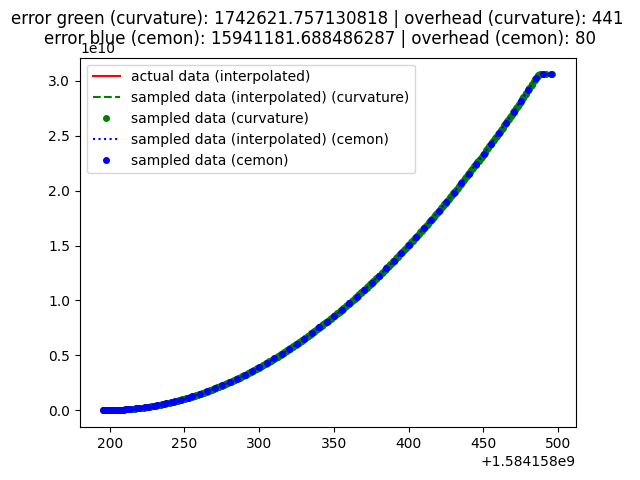 error green (curvature): 1742621.757130818 | overhead (curvature): 441
error blue (cemon): 15941181.688486287 | overhead (cemon): 80
1e10
actual data (interpolated)
sampled data (interpolated) (curvature)
sampled data (curvature)
sampled data (interpolated) (cemon)
sampled data (cemon)
3.0
2.5
2.0
1.5
1.0
0.5
0.0
200 250 300 350 400 450 500
+1.584158e9